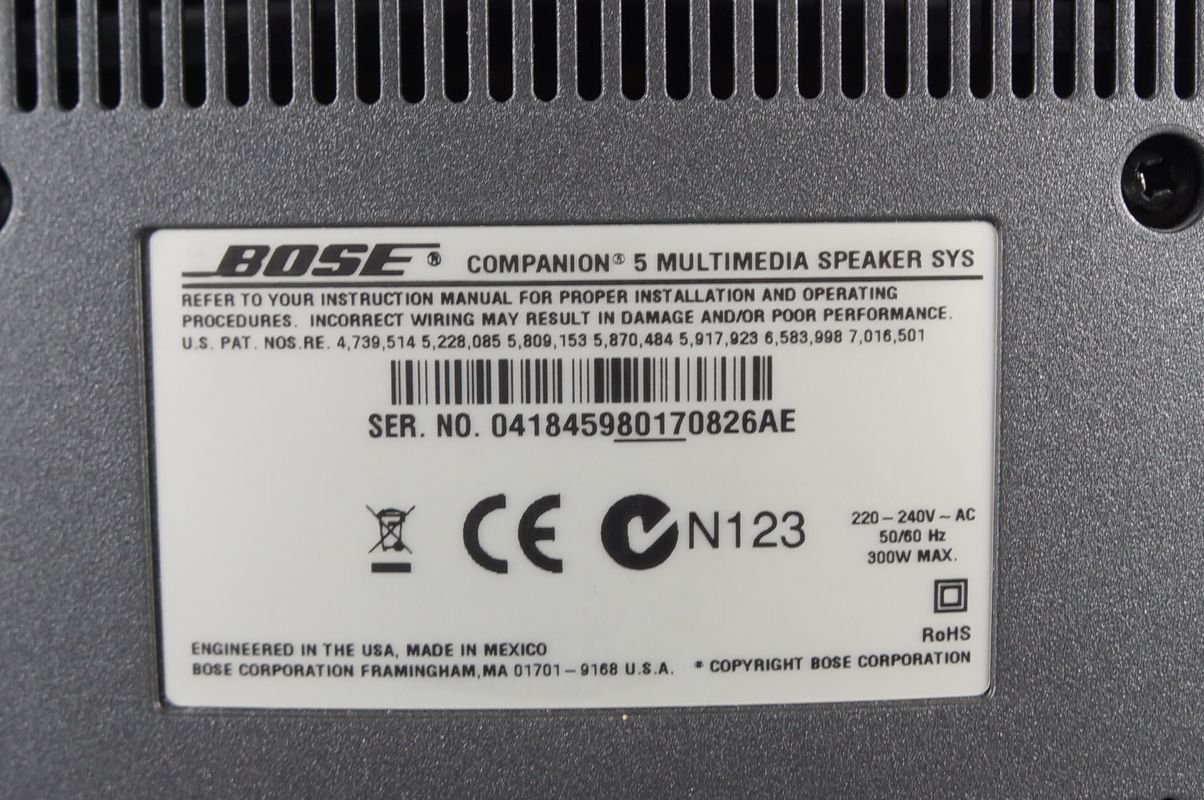 BOSE® COMPANION® 5 MULTIMEDIA SPEAKER SYS
REFER TO YOUR INSTRUCTION MANUAL FOR PROPER INSTALLATION AND OPERATING
PROCEDURES. INCORRECT WIRING MAY RESULT IN DAMAGE AND/OR POOR PERFORMANCE.
U.S. PAT. NOS.RE. 4,739,514 5,228,085 5,809,153 5,870,484 5,917,923 6,583,998 7,016,501
SER. NO. 041845980170826AE
CE N123
220–240V ~ AC
50/60 Hz
300W MAX.
RoHS
ENGINEERED IN THE USA, MADE IN MEXICO
BOSE CORPORATION FRAMINGHAM, MA 01701–9168 U.S.A. © COPYRIGHT BOSE CORPORATION